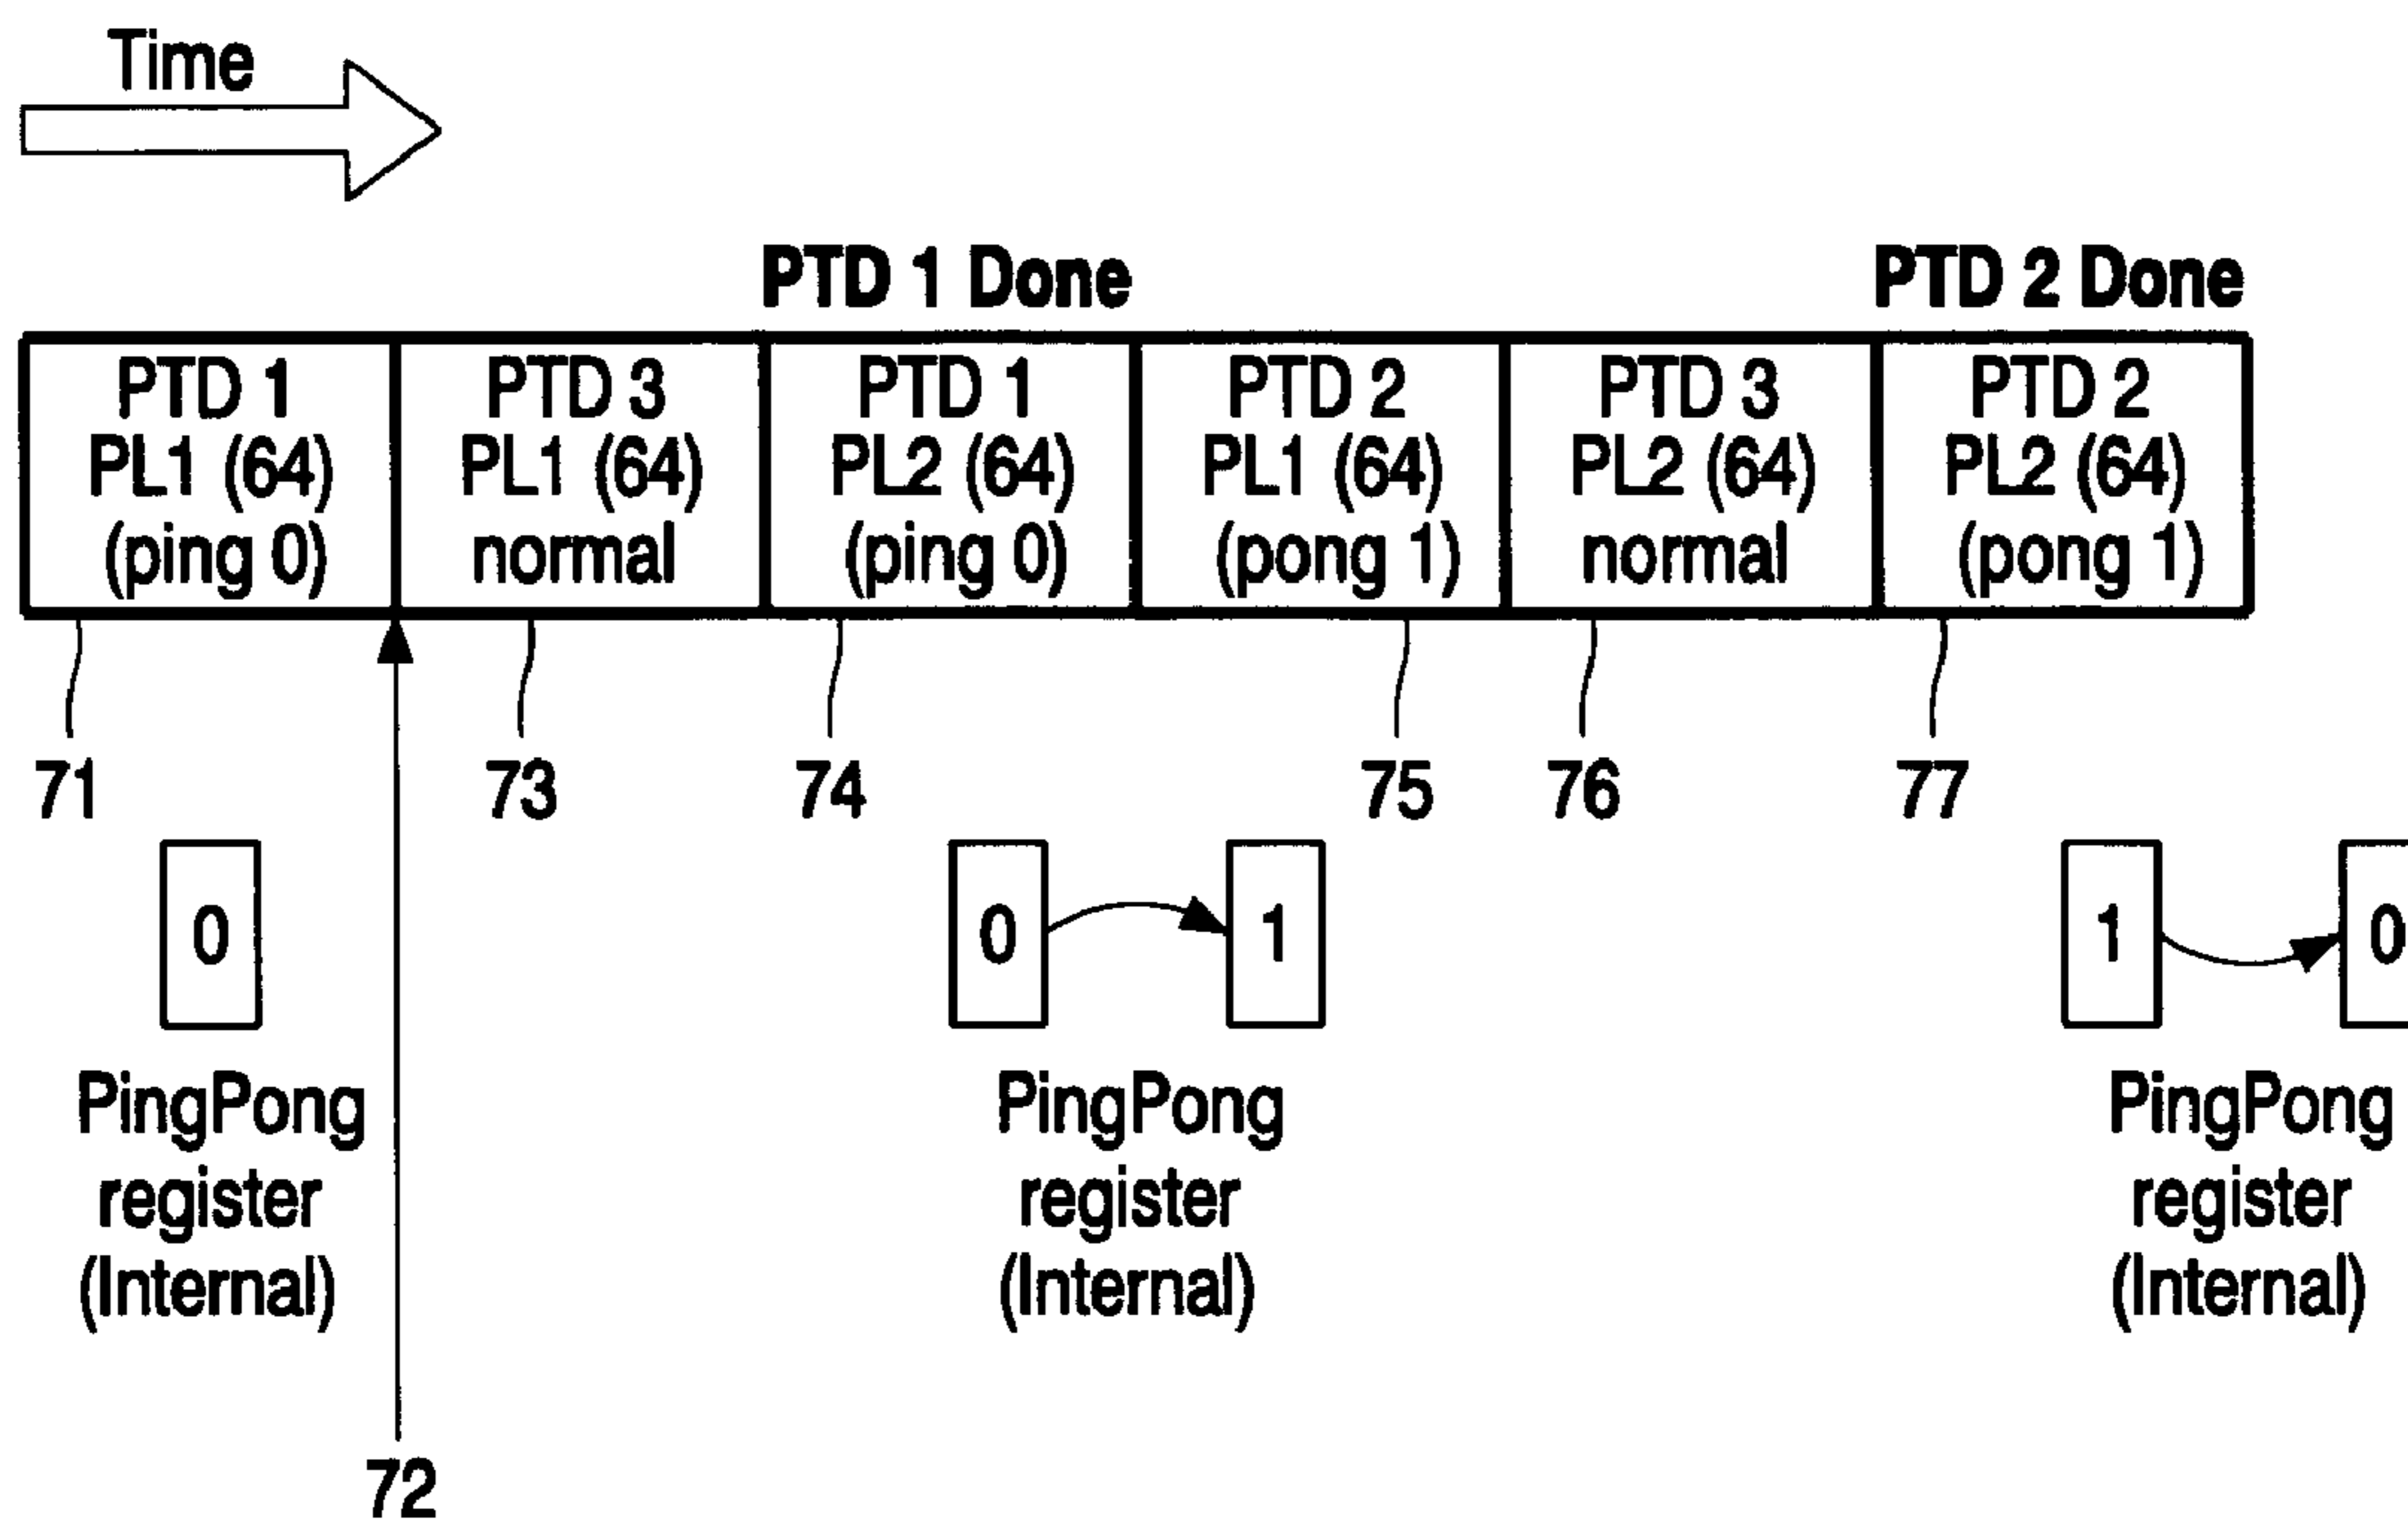 Time
PTD 1 Done
PTD 2 Done
PTD 1
PL1 (64)
(ping 0)
PTD 3
PL1 (64)
normal
PTD 1
PL2 (64)
(ping 0)
PTD 2
PL1 (64)
(pong 1)
PTD 3
PL2 (64)
normal
PTD 2
PL2 (64)
(pong 1)
71
73
74
75
76
77
0
0
1
1
0
PingPong
register
(Internal)
PingPong
register
(Internal)
PingPong
register
(Internal)
72